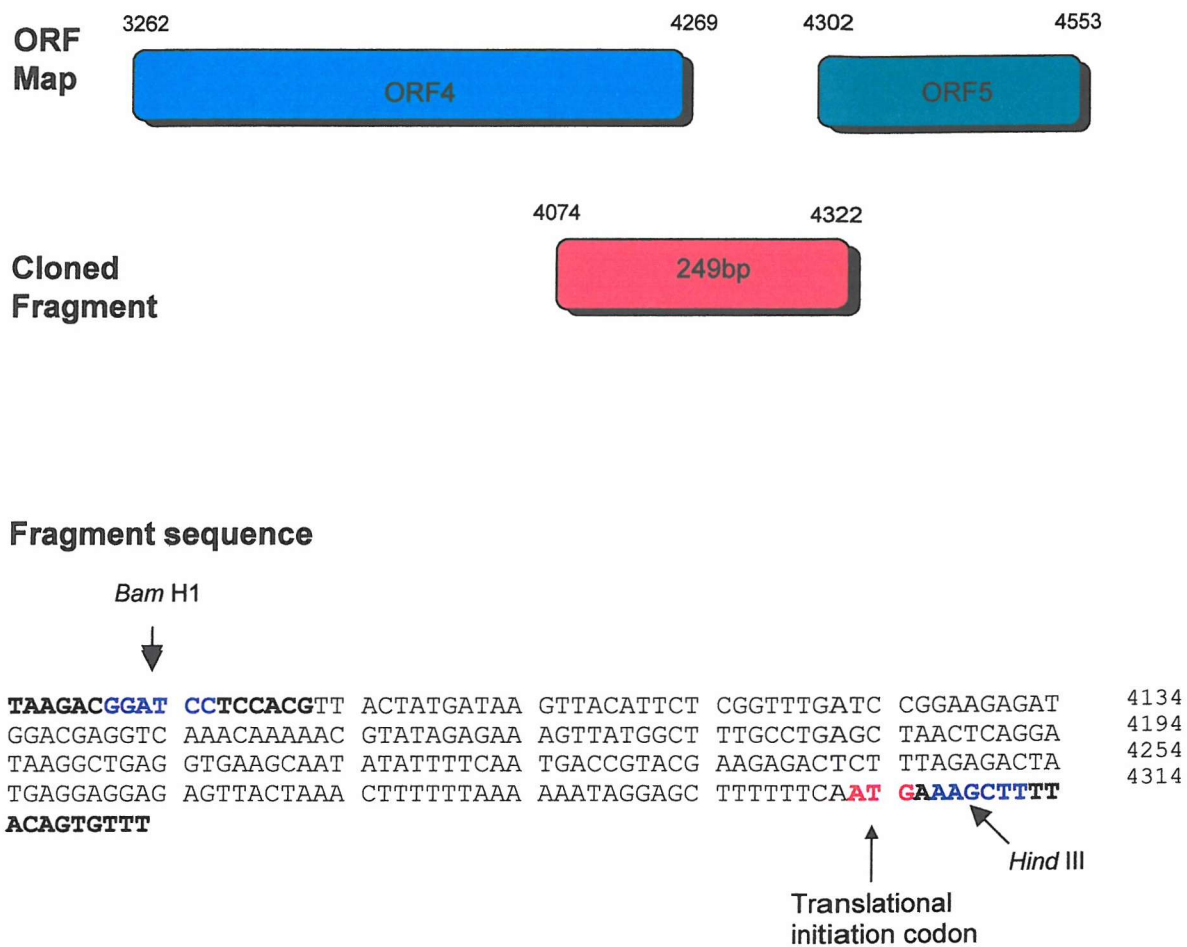 ORF
Map
3262
4269
4302
4553
ORF4
ORF5
4074
4322
Cloned
Fragment
249bp
Fragment sequence
Bam H1
TAAGACGGAT CCTCCACGTT ACTATGATAA GTTACATTCT CGGTTTGATC CGGAAGAGAT 4134
GGACGAGGTC AAACAAAAAC GTATAGAGAA AGTTATGGCT TTGCCTGAGC TAACTCAGGA 4194
TAAGGCTGAG GTGAAGCAAT ATATTTTCAA TGACCGTACG AAGAGACTCT TTAGAGACTA 4254
TGAGGAGGAG AGTTACTAAA CTTTTTTAAA AAATAGGAGC TTTTTTCAAT GAAAGCTTTT 4314
ACAGTGTTT
Hind III
Translational
initiation codon